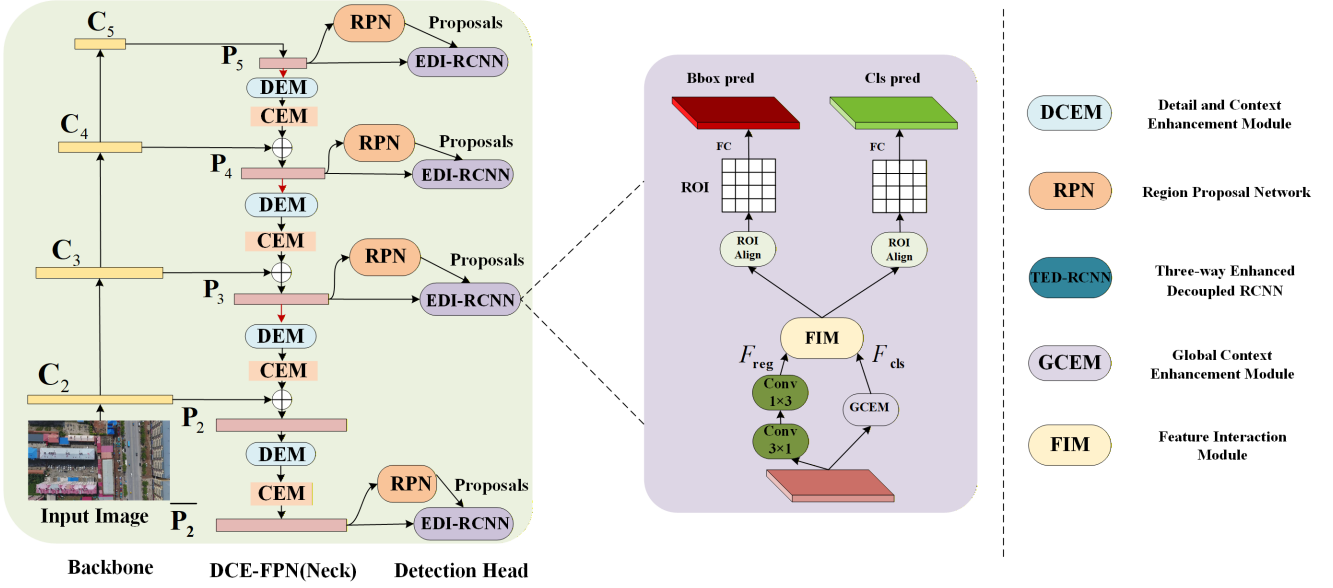 C5
P5
RPN
Proposals
EDI-RCNN
DEM
CEM
C4
P4
RPN
Proposals
EDI-RCNN
DEM
CEM
C3
P3
RPN
Proposals
EDI-RCNN
DEM
CEM
C2
P2
DEM
CEM
RPN
Proposals
EDI-RCNN
Input Image
P2
Backbone
DCE-FPN(Neck)
Detection Head
Bbox pred
Cls pred
FC
FC
ROI
ROI
Align
ROI
Align
FIM
Freg
Fcls
Conv
1×3
GCEM
Conv
3×1
DCEM
Detail and Context
Enhancement Module
RPN
Region Proposal Network
TED-RCNN
Three-way Enhanced
Decoupled RCNN
GCEM
Global Context
Enhancement Module
FIM
Feature Interaction
Module